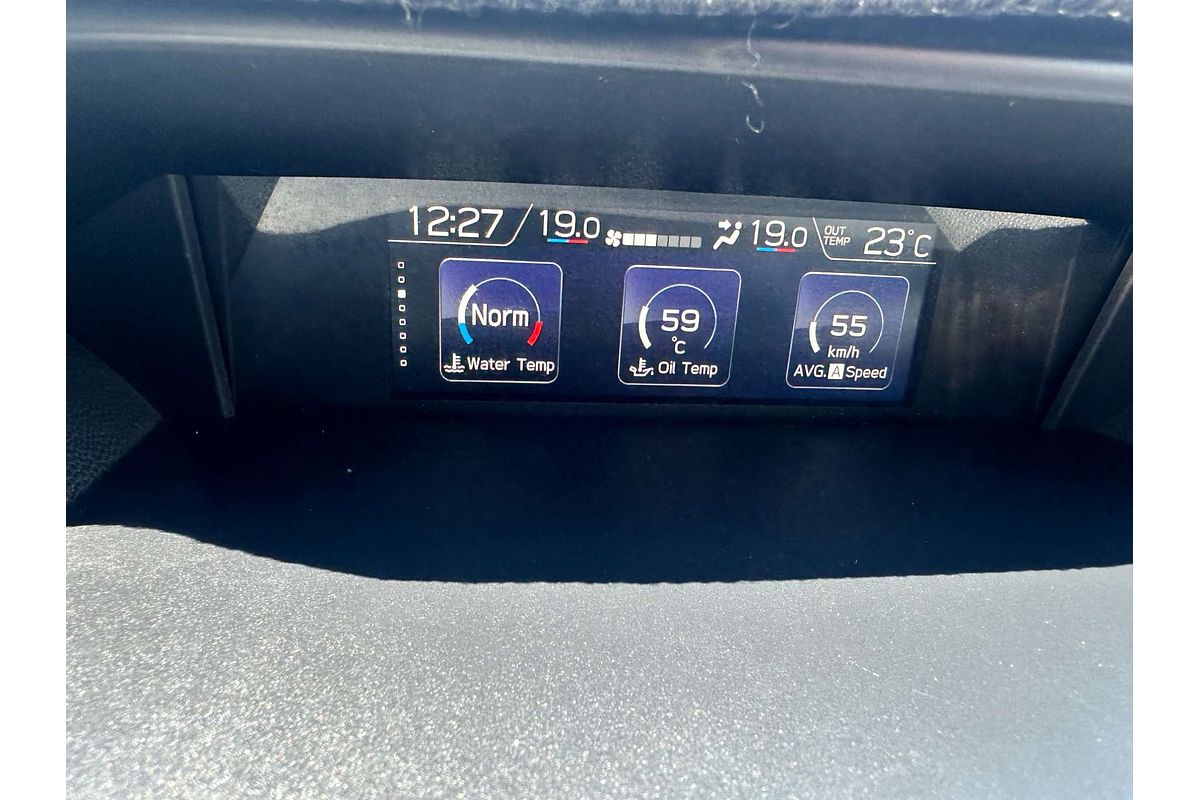 12:27 19.0 19.0 OUT TEMP 23°C
Norm
Water Temp
59
°C
Oil Temp
55
km/h
AVG. A Speed